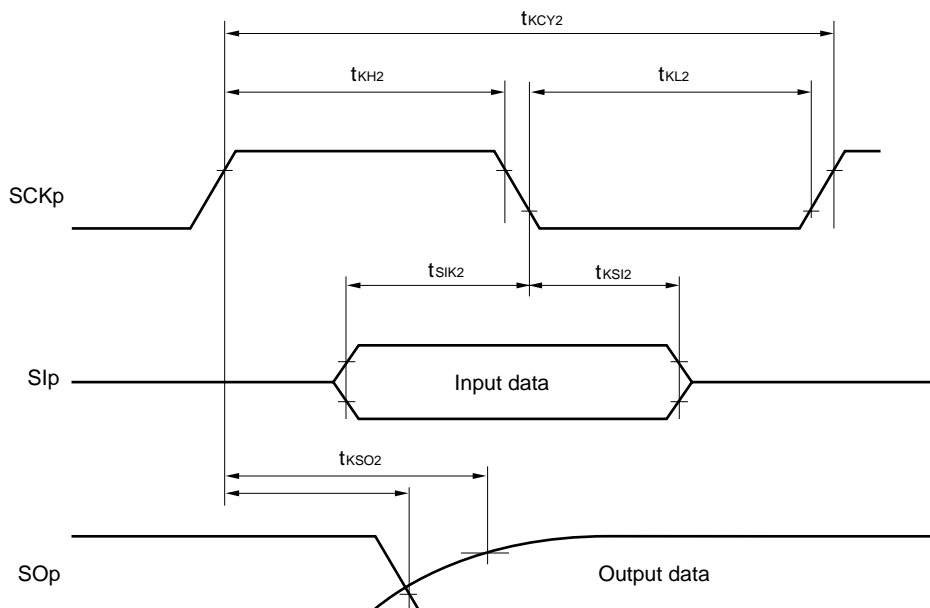 tKCY2
tKH2
tKL2
SCKp
tSIK2
tKSI2
SIp
Input data
tKSO2
SOp
Output data